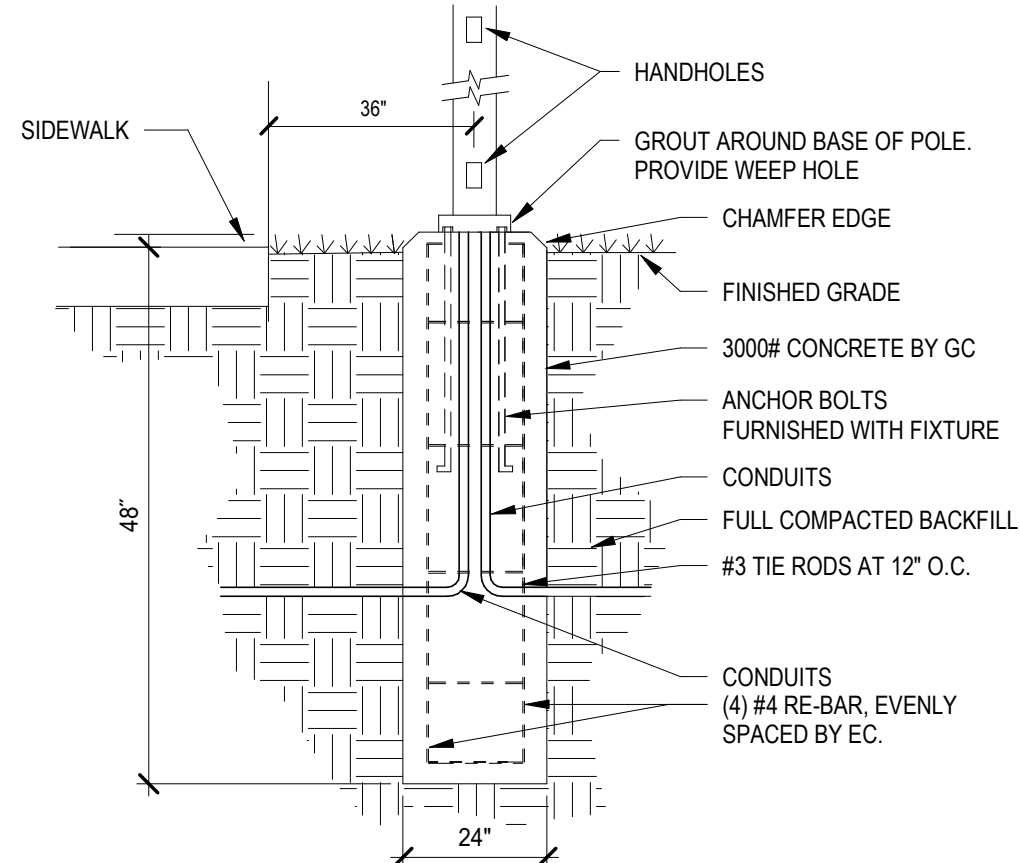 HANDHOLES
36"
SIDEWALK
GROUT AROUND BASE OF POLE.
PROVIDE WEEP HOLE
CHAMFER EDGE
FINISHED GRADE
3000# CONCRETE BY GC
ANCHOR BOLTS
FURNISHED WITH FIXTURE
CONDUITS
48"
FULL COMPACTED BACKFILL
#3 TIE RODS AT 12" O.C.
CONDUITS
(4) #4 RE-BAR, EVENLY
SPACED BY EC.
24"